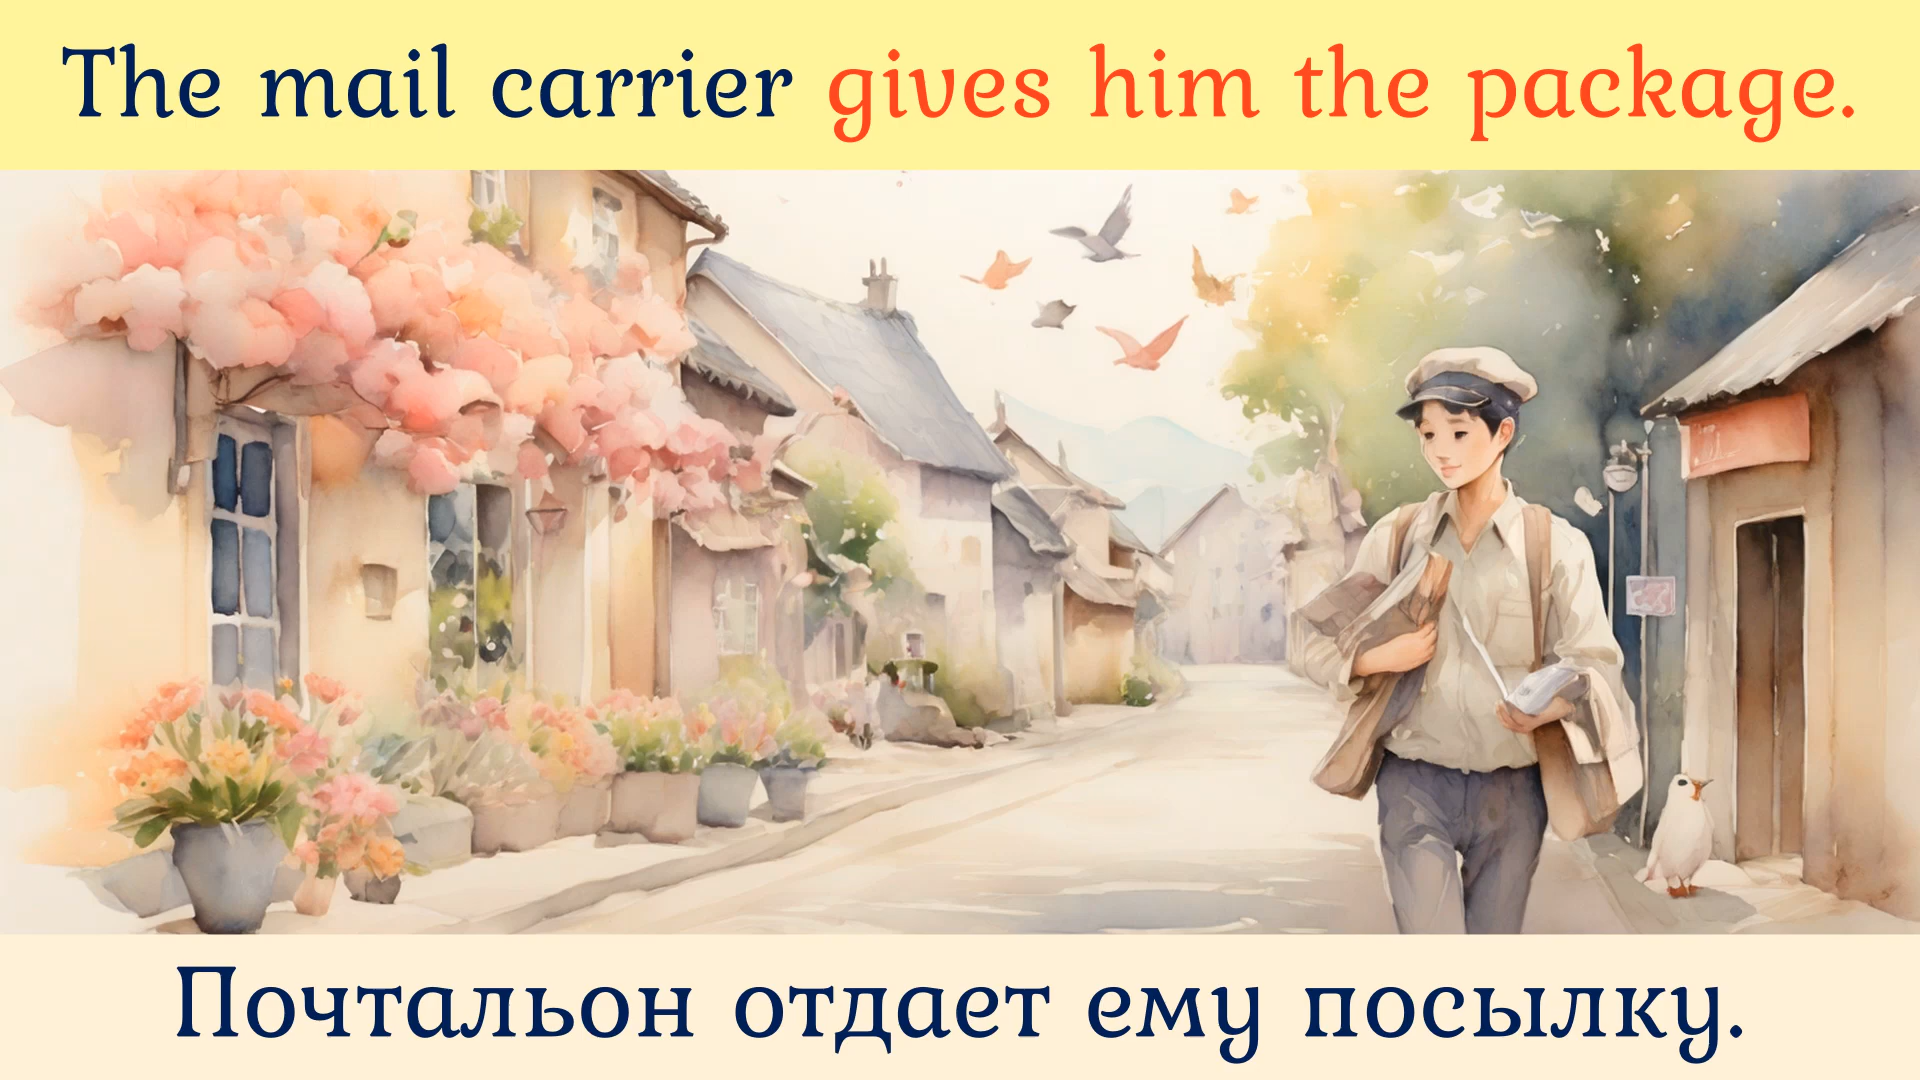 The mail carrier gives him the package.
Почтальон отдает ему посылку.